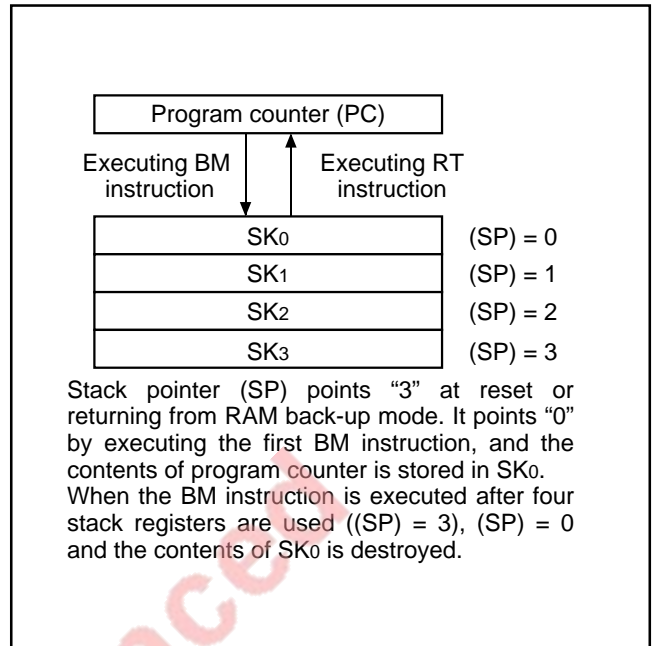 Program counter (PC)
Executing BM
instruction
Executing RT
instruction
SK0
(SP) = 0
SK1
(SP) = 1
SK2
(SP) = 2
SK3
(SP) = 3
Stack pointer (SP) points “3” at reset or
returning from RAM back-up mode. It points “0”
by executing the first BM instruction, and the
contents of program counter is stored in SK0.
When the BM instruction is executed after four
stack registers are used ((SP) = 3), (SP) = 0
and the contents of SK0 is destroyed.
nced